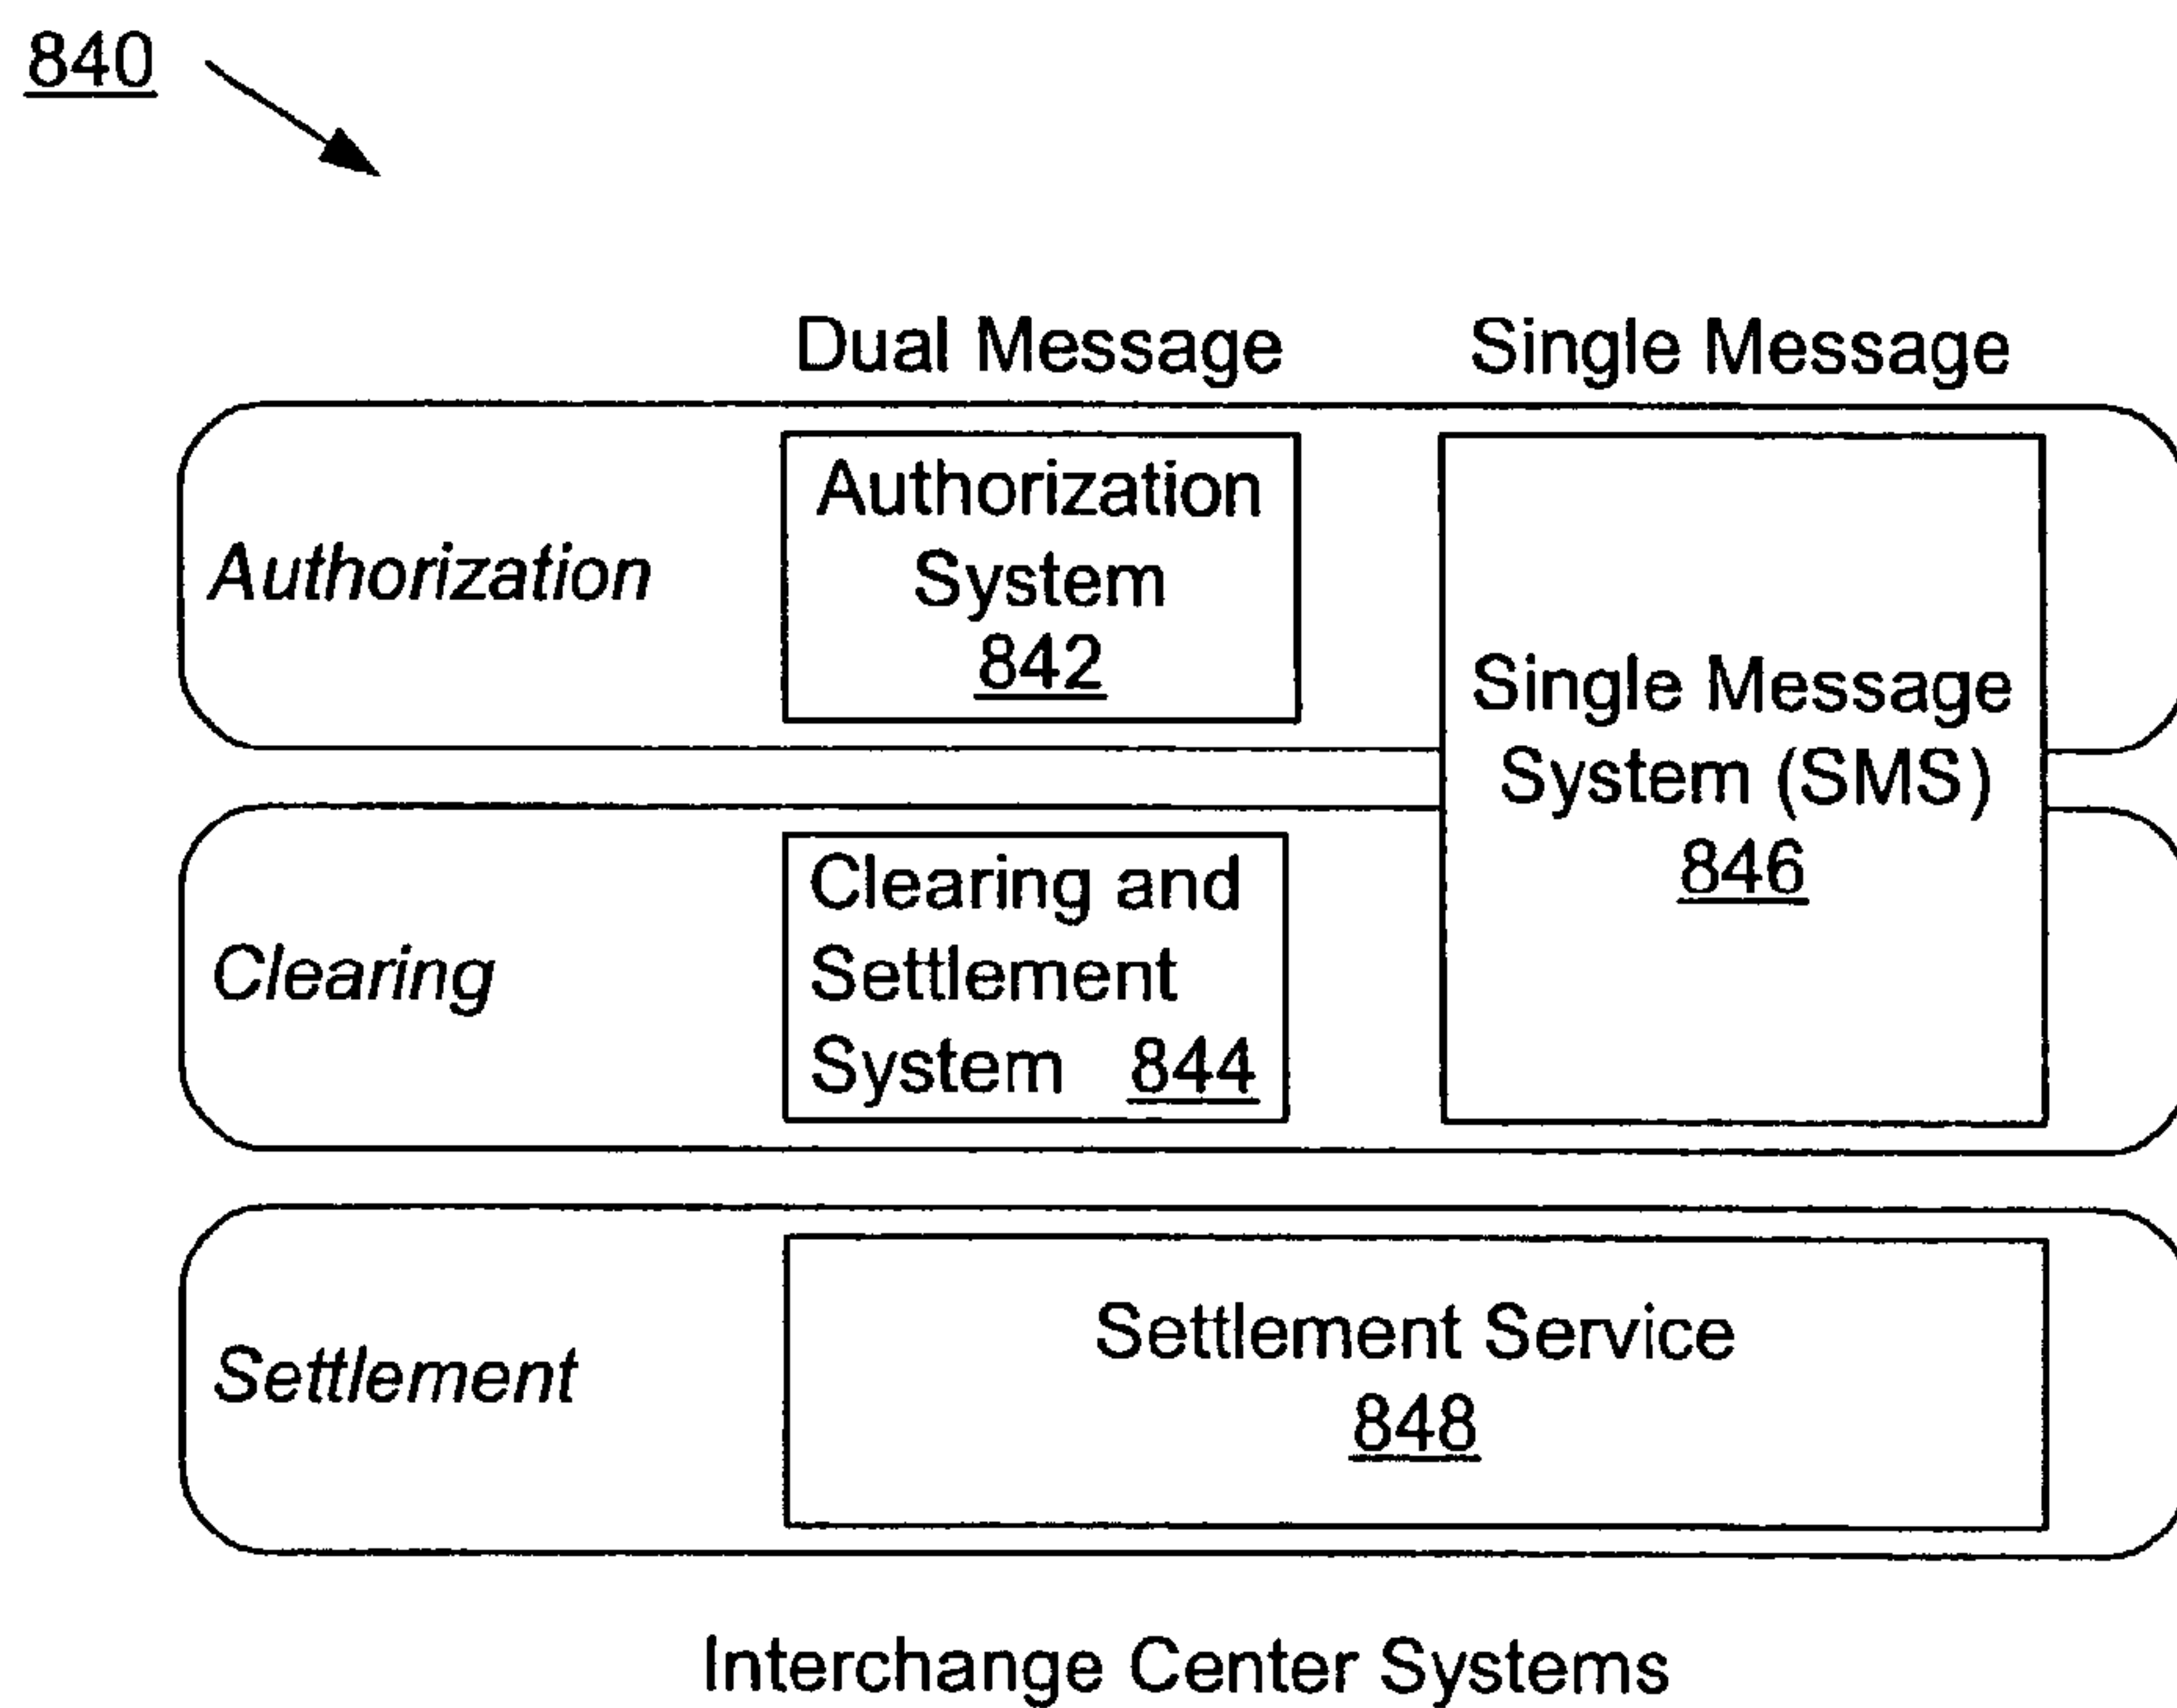 840
Dual Message
Single Message
Authorization
Authorization
System
842
Single Message
System (SMS)
846
Clearing
Clearing and
Settlement
System 844
Settlement
Settlement Service
848
Interchange Center Systems